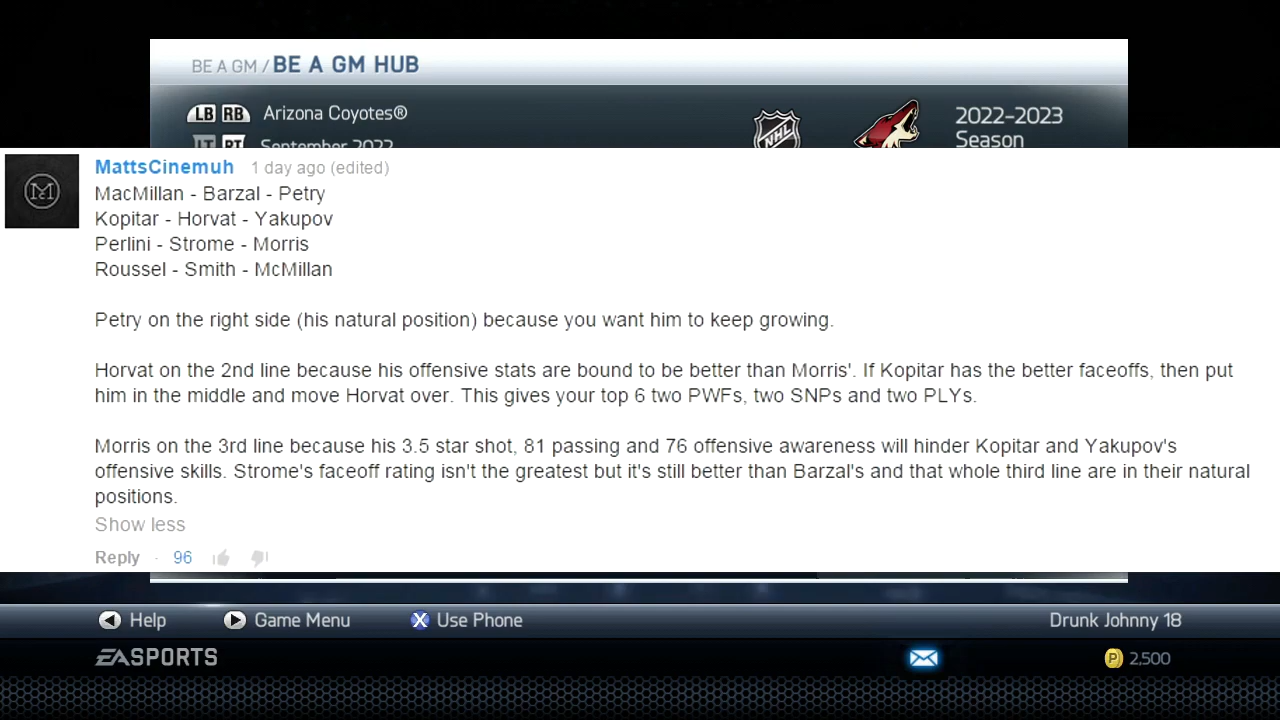 BE A GM / BE A GM HUB
LB RB Arizona Coyotes®
2022-2023
LT RT September 2022
NHL
Season
MattsCinemuh 1 day ago (edited)
MacMillan - Barzal - Petry
Kopitar - Horvat - Yakupov
Perlini - Strome - Morris
Roussel - Smith - McMillan
Petry on the right side (his natural position) because you want him to keep growing.
Horvat on the 2nd line because his offensive stats are bound to be better than Morris'. If Kopitar has the better faceoffs, then put
him in the middle and move Horvat over. This gives your top 6 two PWFs, two SNPs and two PLYs.
Morris on the 3rd line because his 3.5 star shot, 81 passing and 76 offensive awareness will hinder Kopitar and Yakupov's
offensive skills. Strome's faceoff rating isn't the greatest but it's still better than Barzal's and that whole third line are in their natural
positions.
Show less
Reply · 96
Help Game Menu X Use Phone Drunk Johnny 18
EA SPORTS P 2,500